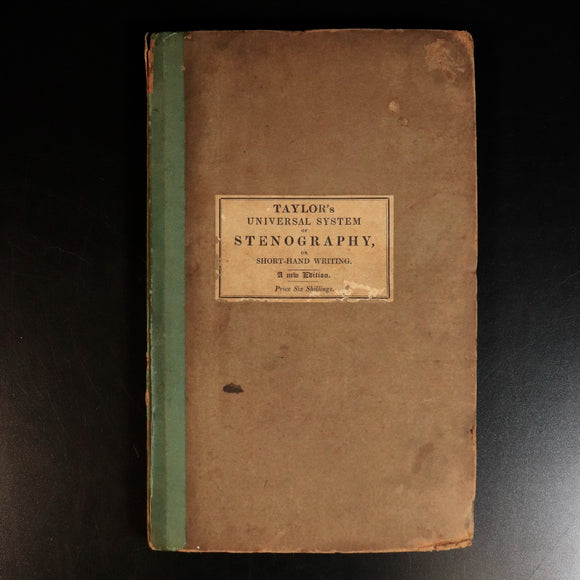 TAYLOR's
UNIVERSAL SYSTEM
OF
STENOGRAPHY,
OR
SHORT-HAND WRITING.
A new Edition.
Price Six Shillings.